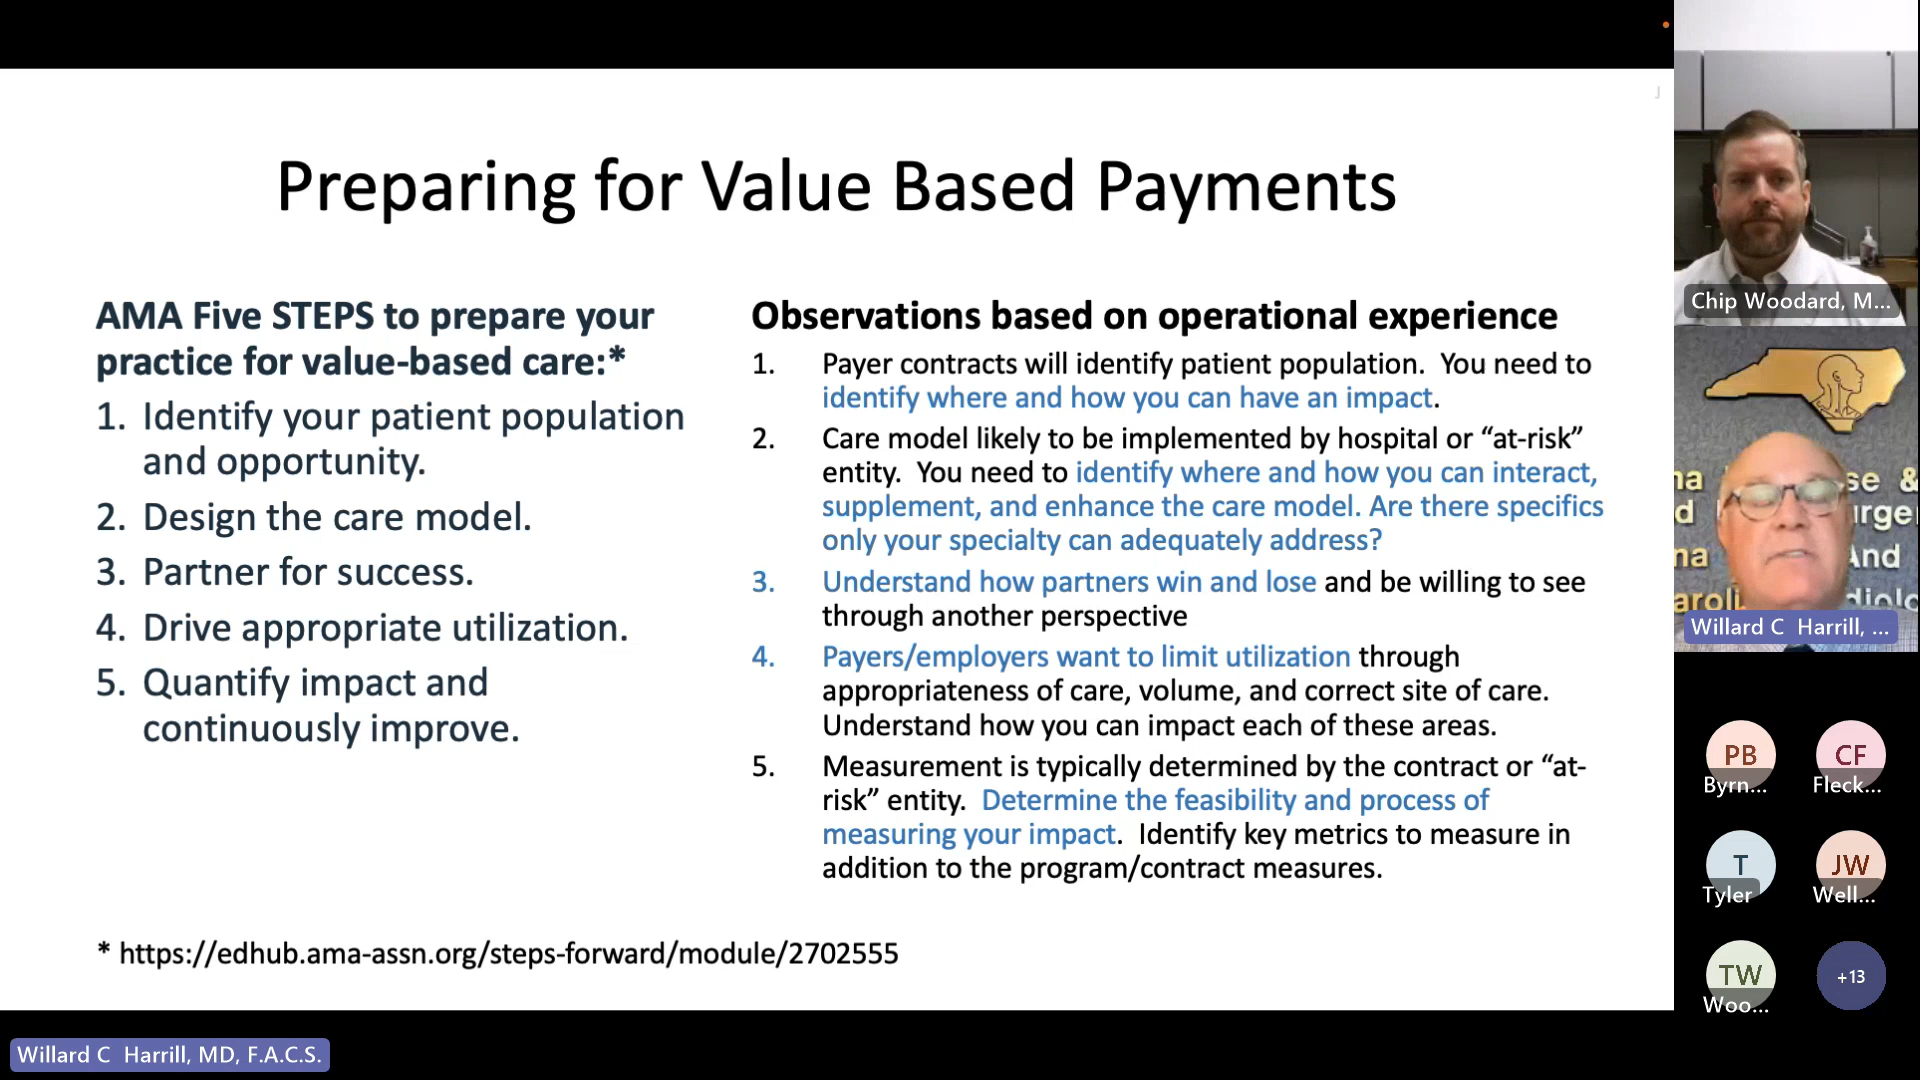 Preparing for Value Based Payments
AMA Five STEPS to prepare your
practice for value-based care:*
1. Identify your patient population
and opportunity.
2. Design the care model.
3. Partner for success.
4. Drive appropriate utilization.
5. Quantify impact and
continuously improve.
Observations based on operational experience
1. Payer contracts will identify patient population. You need to
identify where and how you can have an impact.
2. Care model likely to be implemented by hospital or “at-risk”
entity. You need to identify where and how you can interact,
supplement, and enhance the care model. Are there specifics
only your specialty can adequately address?
3. Understand how partners win and lose and be willing to see
through another perspective
4. Payers/employers want to limit utilization through
appropriateness of care, volume, and correct site of care.
Understand how you can impact each of these areas.
5. Measurement is typically determined by the contract or “at-
risk” entity. Determine the feasibility and process of
measuring your impact. Identify key metrics to measure in
addition to the program/contract measures.
* https://edhub.ama-assn.org/steps-forward/module/2702555
Willard C Harrill, MD, F.A.C.S.
J
Chip Woodard, M...
Willard C Harrill, ...
PB
Byrn...
CF
Fleck...
T
Tyler
JW
Well...
TW
Woo...
+13